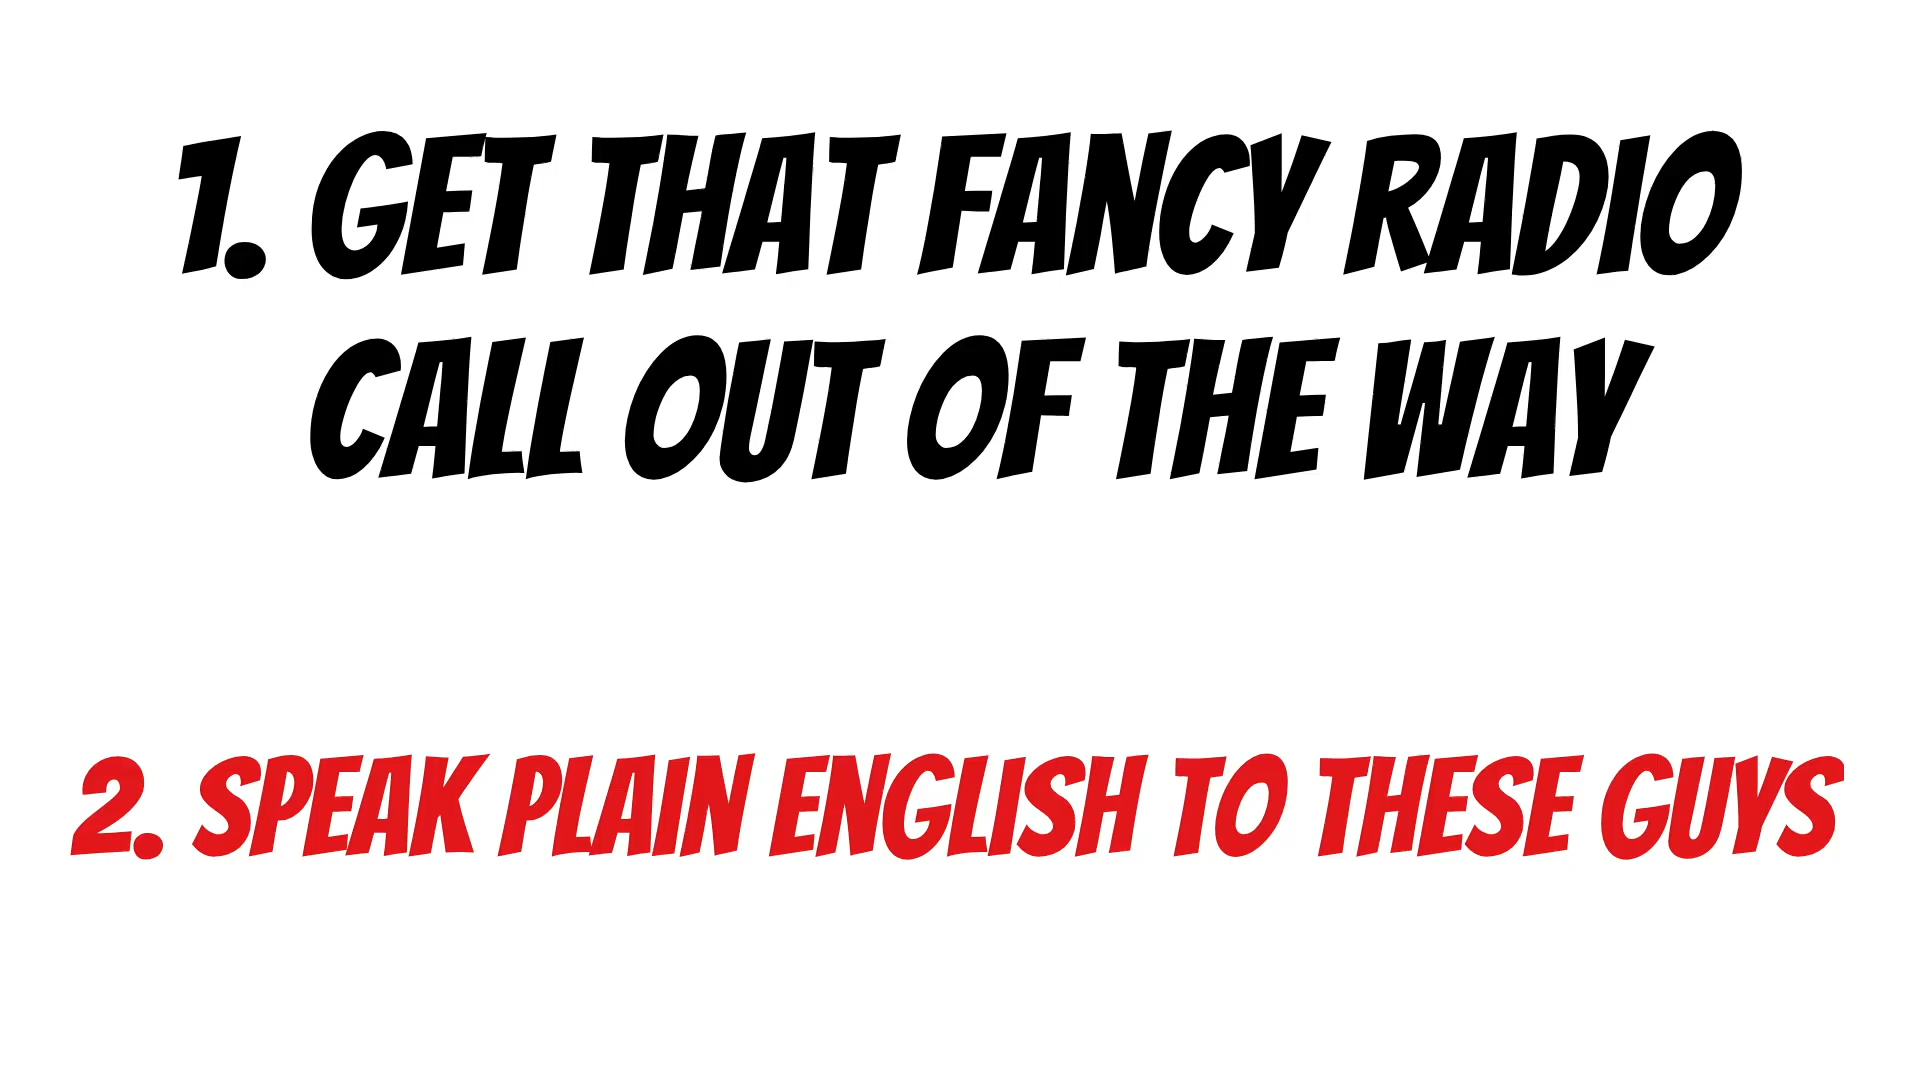 1. GET THAT FANCY RADIO
CALL OUT OF THE WAY
2. SPEAK PLAIN ENGLISH TO THESE GUYS